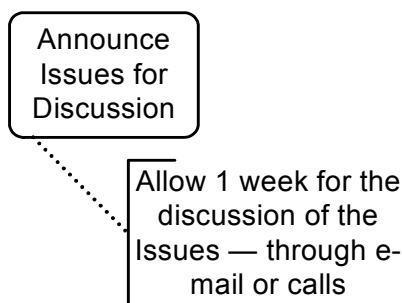 Announce
Issues for
Discussion
Allow 1 week for the
discussion of the
Issues — through e-
mail or calls